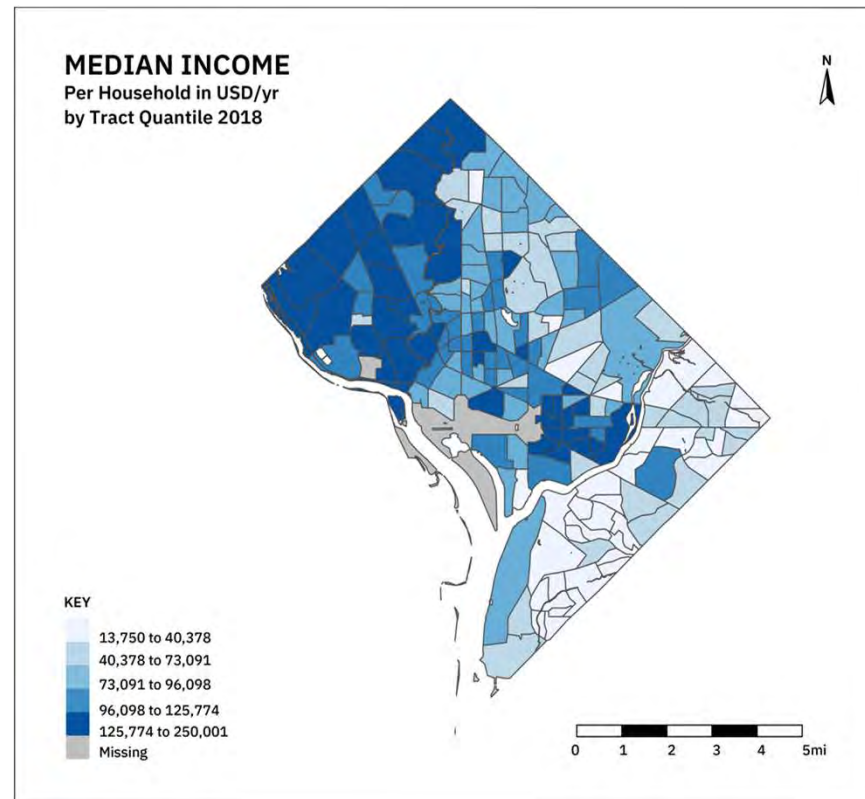 MEDIAN INCOME
Per Household in USD/yr
by Tract Quantile 2018
N
KEY
13,750 to 40,378
40,378 to 73,091
73,091 to 96,098
96,098 to 125,774
125,774 to 250,001
Missing
0 1 2 3 4 5mi